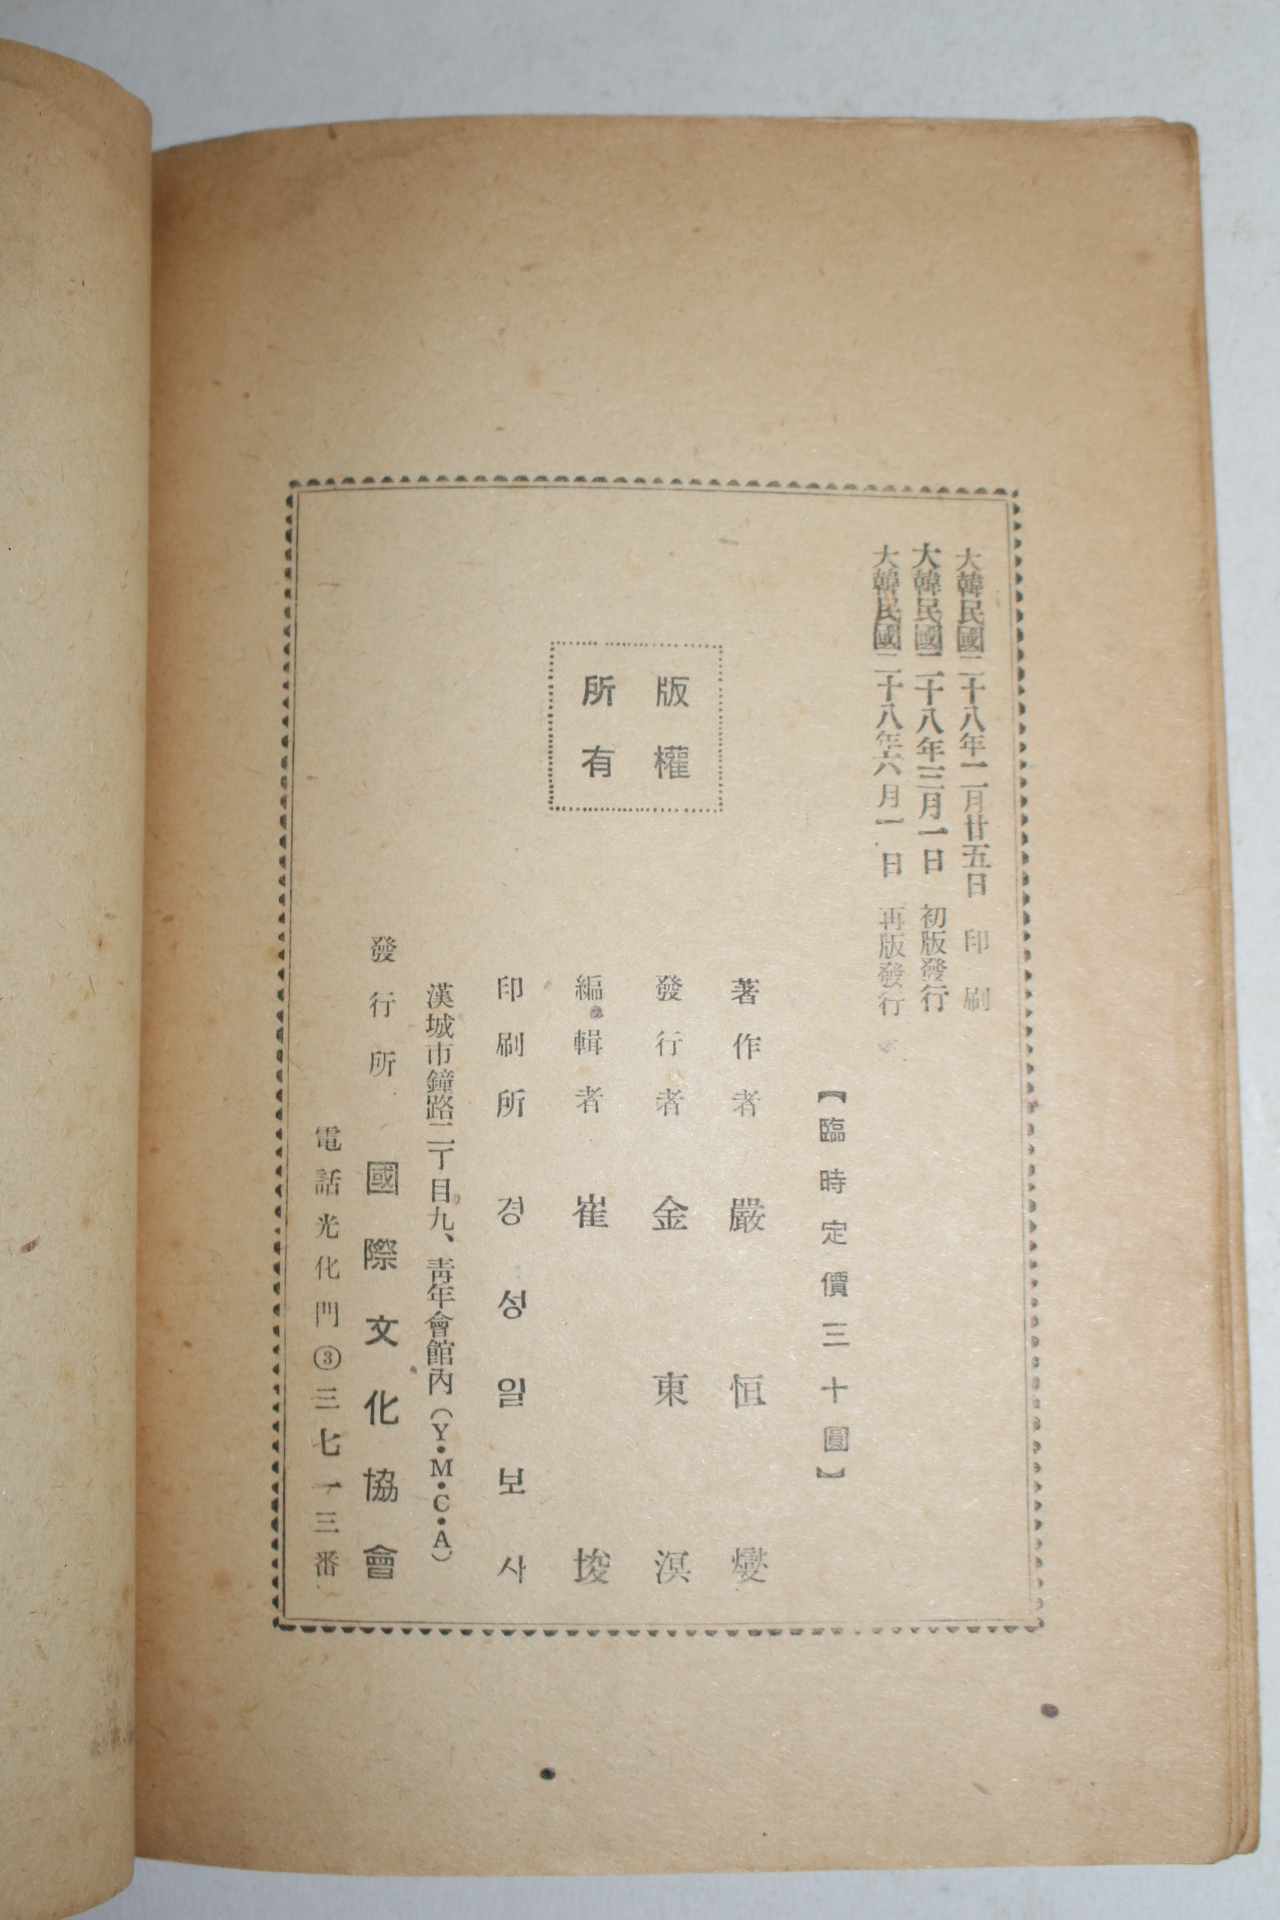 大韓民國二十八年二月廿五日 印刷
大韓民國二十八年三月一日 初版發行
大韓民國二十八年六月一日 再版發行
【臨時定價三十圓】
版權
所有
著作者 嚴恒燮
發行者 金東溟
編輯者 崔埈
印刷所 경성일보사
漢城市鐘路二丁目九、靑年會館內（Y・M・C・A）
發行所 國際文化協會
電話光化門③三七一三番